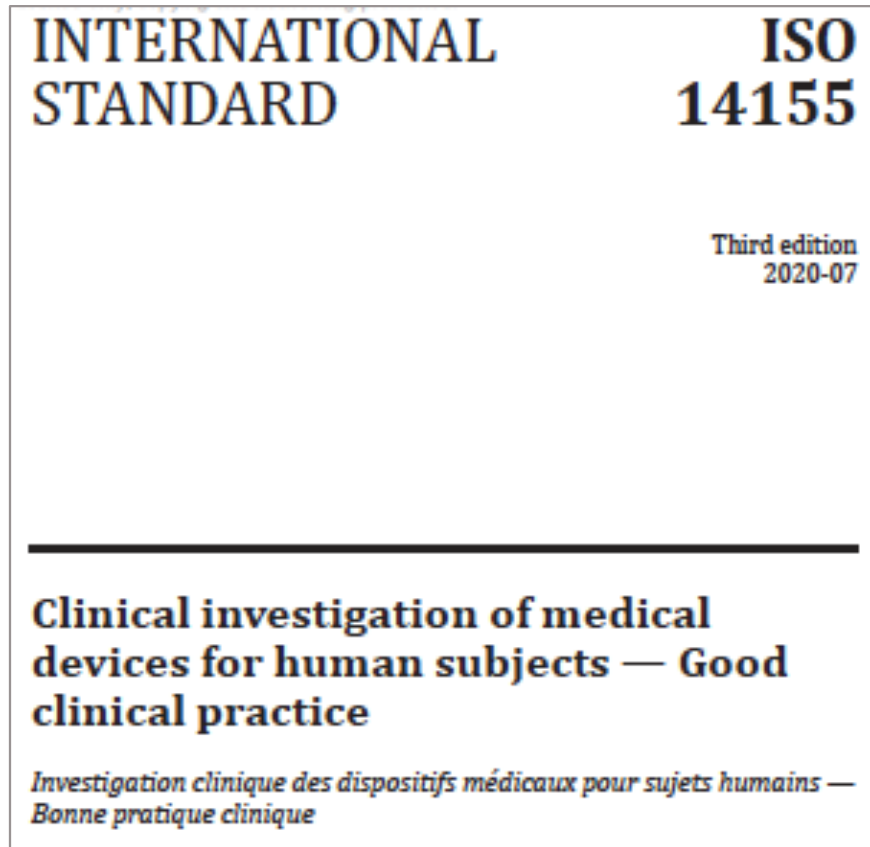 INTERNATIONAL STANDARD
ISO 14155
Third edition
2020-07
Clinical investigation of medical
devices for human subjects — Good
clinical practice
Investigation clinique des dispositifs médicaux pour sujets humains —
Bonne pratique clinique